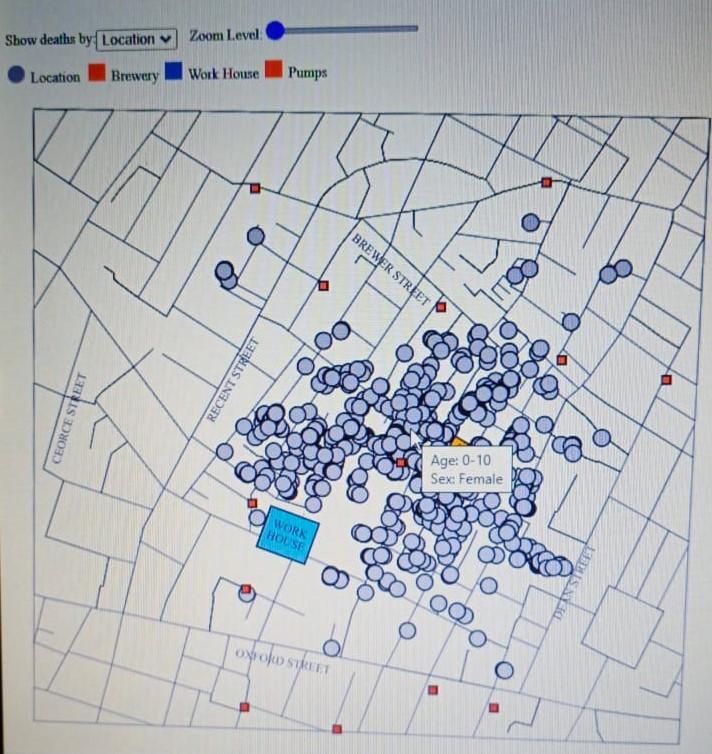 Show deaths by: Location Zoom Level:
Location Brewery Work House Pumps
BREWER STREET
RECENT STREET
GEORGE STREET
Age: 0-10
Sex: Female
WORK
HOUSE
DEAN STREET
OXFORD STREET